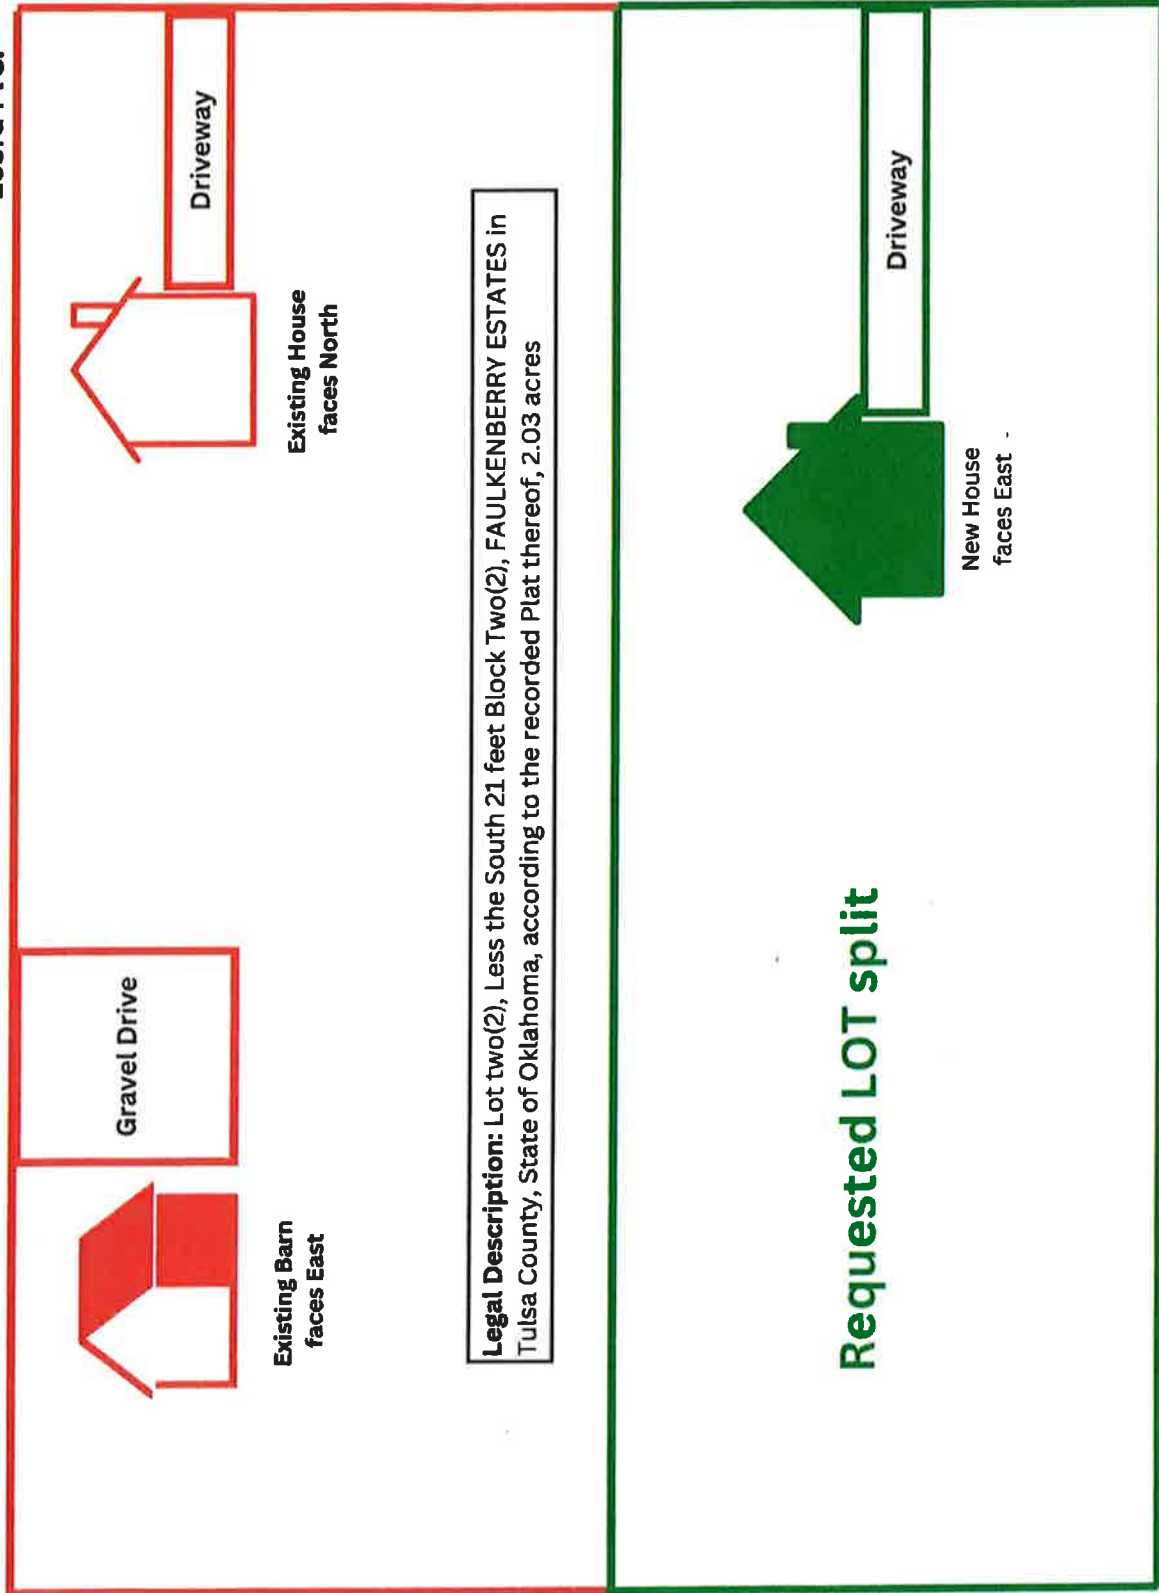 Driveway
Existing House
faces North
Gravel Drive
Existing Barn
faces East
Legal Description: Lot two(2), Less the South 21 feet Block Two(2), FAULKENBERRY ESTATES in
Tulsa County, State of Oklahoma, according to the recorded Plat thereof, 2.03 acres
Driveway
New House
faces East -
Requested LOT split